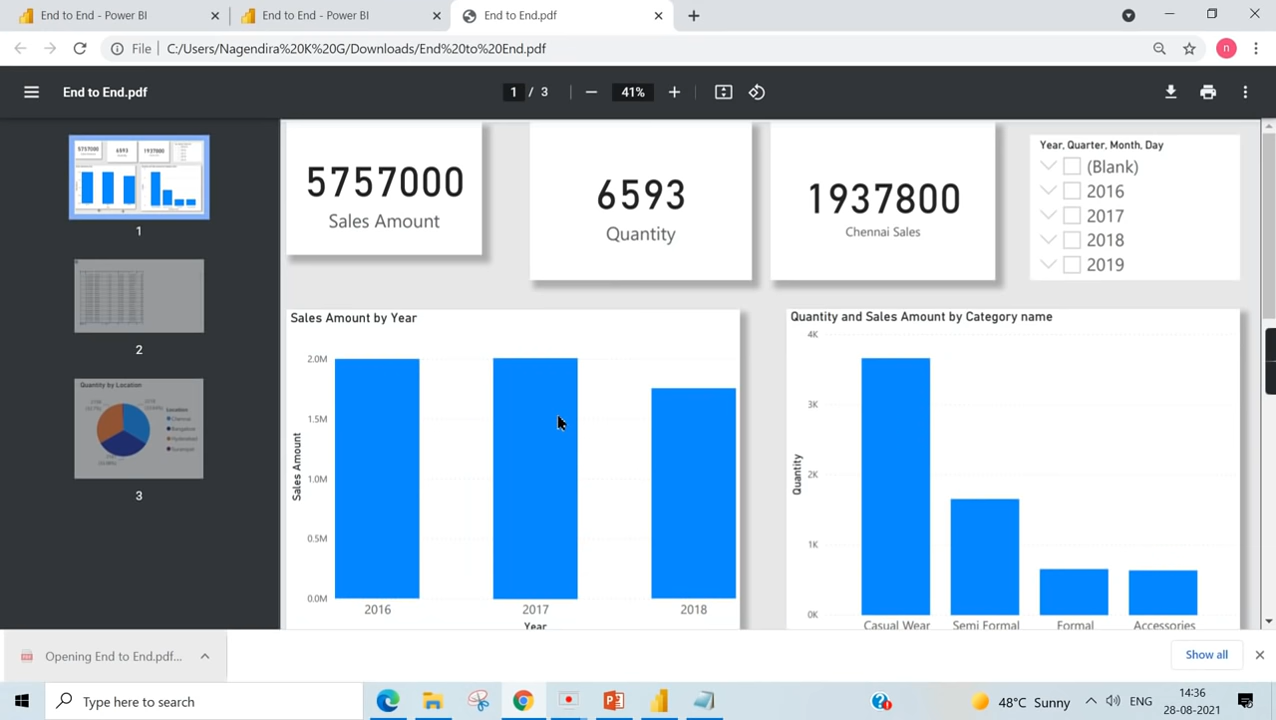 End to End - Power BI
End to End - Power BI
End to End.pdf
File
C:/Users/Nagendira%20K%20G/Downloads/End%20to%20End.pdf
n
End to End.pdf
1 / 3
41%
1
2
Quantity by Location
Location
Chennai
Bangalore
Hyderabad
3
5757000
Sales Amount
6593
Quantity
1937800
Chennai Sales
Year, Quarter, Month, Day
(Blank)
2016
2017
2018
2019
Sales Amount by Year
2.0M
1.5M
1.0M
0.5M
0.0M
Sales Amount
2016
2017
2018
Year
Quantity and Sales Amount by Category name
4K
3K
2K
1K
0K
Quantity
Casual Wear
Semi Formal
Formal
Accessories
Opening End to End.pdf...
Show all
Type here to search
48°C Sunny
ENG
14:36
28-08-2021